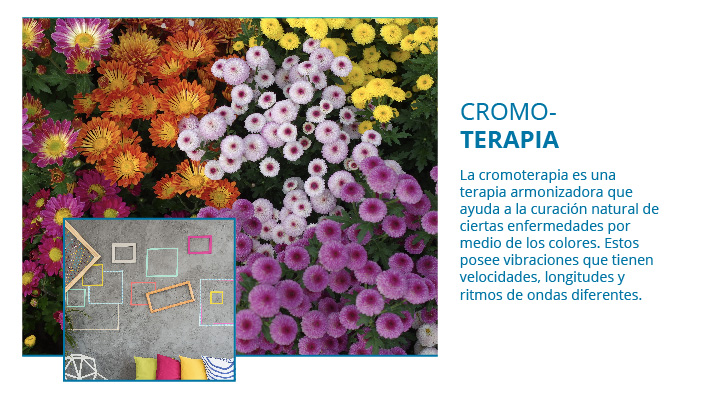 CROMO-
TERAPIA
La cromoterapia es una
terapia armonizadora que
ayuda a la curación natural de
ciertas enfermedades por
medio de los colores. Estos
posee vibraciones que tienen
velocidades, longitudes y
ritmos de ondas diferentes.